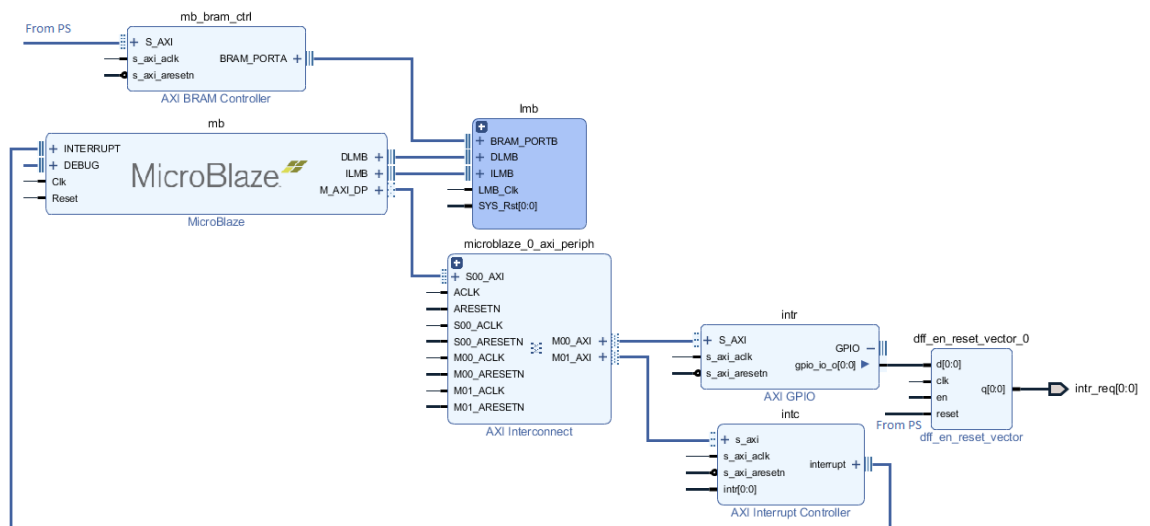 From PS
mb_bram_ctrl
S_AXI
s_axi_aclk
s_axi_aresetn
BRAM_PORTA
AXI BRAM Controller
mb
INTERRUPT
DEBUG
Clk
Reset
MicroBlaze
DLMB
ILMB
M_AXI_DP
MicroBlaze
lmb
BRAM_PORTB
DLMB
ILMB
LMB_Clk
SYS_Rst[0:0]
microblaze_0_axi_periph
S00_AXI
ACLK
ARESETN
S00_ACLK
S00_ARESETN
M00_ACLK
M00_ARESETN
M01_ACLK
M01_ARESETN
M00_AXI
M01_AXI
AXI Interconnect
intr
S_AXI
s_axi_aclk
s_axi_aresetn
GPIO
gpio_io_o[0:0]
AXI GPIO
dff_en_reset_vector_0
d[0:0]
clk
en
reset
q[0:0]
dff_en_reset_vector
From PS
intr_req[0:0]
intc
s_axi
s_axi_aclk
s_axi_aresetn
intr[0:0]
interrupt
AXI Interrupt Controller